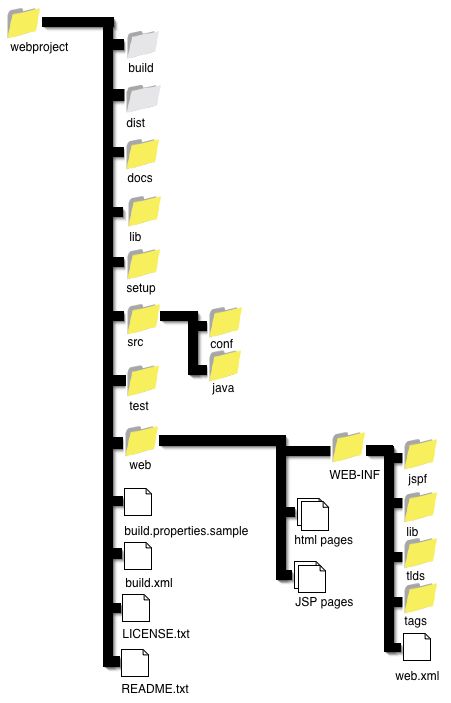 webproject
build
dist
docs
lib
setup
src
conf
java
test
web
WEB-INF
jspf
lib
tlds
tags
web.xml
html pages
JSP pages
build.properties.sample
build.xml
LICENSE.txt
README.txt